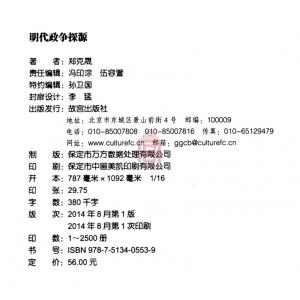 明代政争探源
著　　者：郑克晟
责任编辑：冯印淙　伍容萱
特约编辑：孙卫国
封扉设计：李　猛
出版发行：故宫出版社
地址：北京市东城区景山前街4号　邮编：100009
电话：010-85007808　010-85007816　传真：010-65129479
网址：www.culturefc.cn　邮箱：ggcb@culturefc.cn
制　　版：保定市万方数据处理有限公司
印　　刷：保定市中画美凯印刷有限公司
开　　本：787毫米×1092毫米　1/16
印　　张：29.75
字　　数：380千字
版　　次：2014年8月第1版
2014年8月第1次印刷
印　　数：1~2500册
书　　号：ISBN 978-7-5134-0553-9
定　　价：56.00元